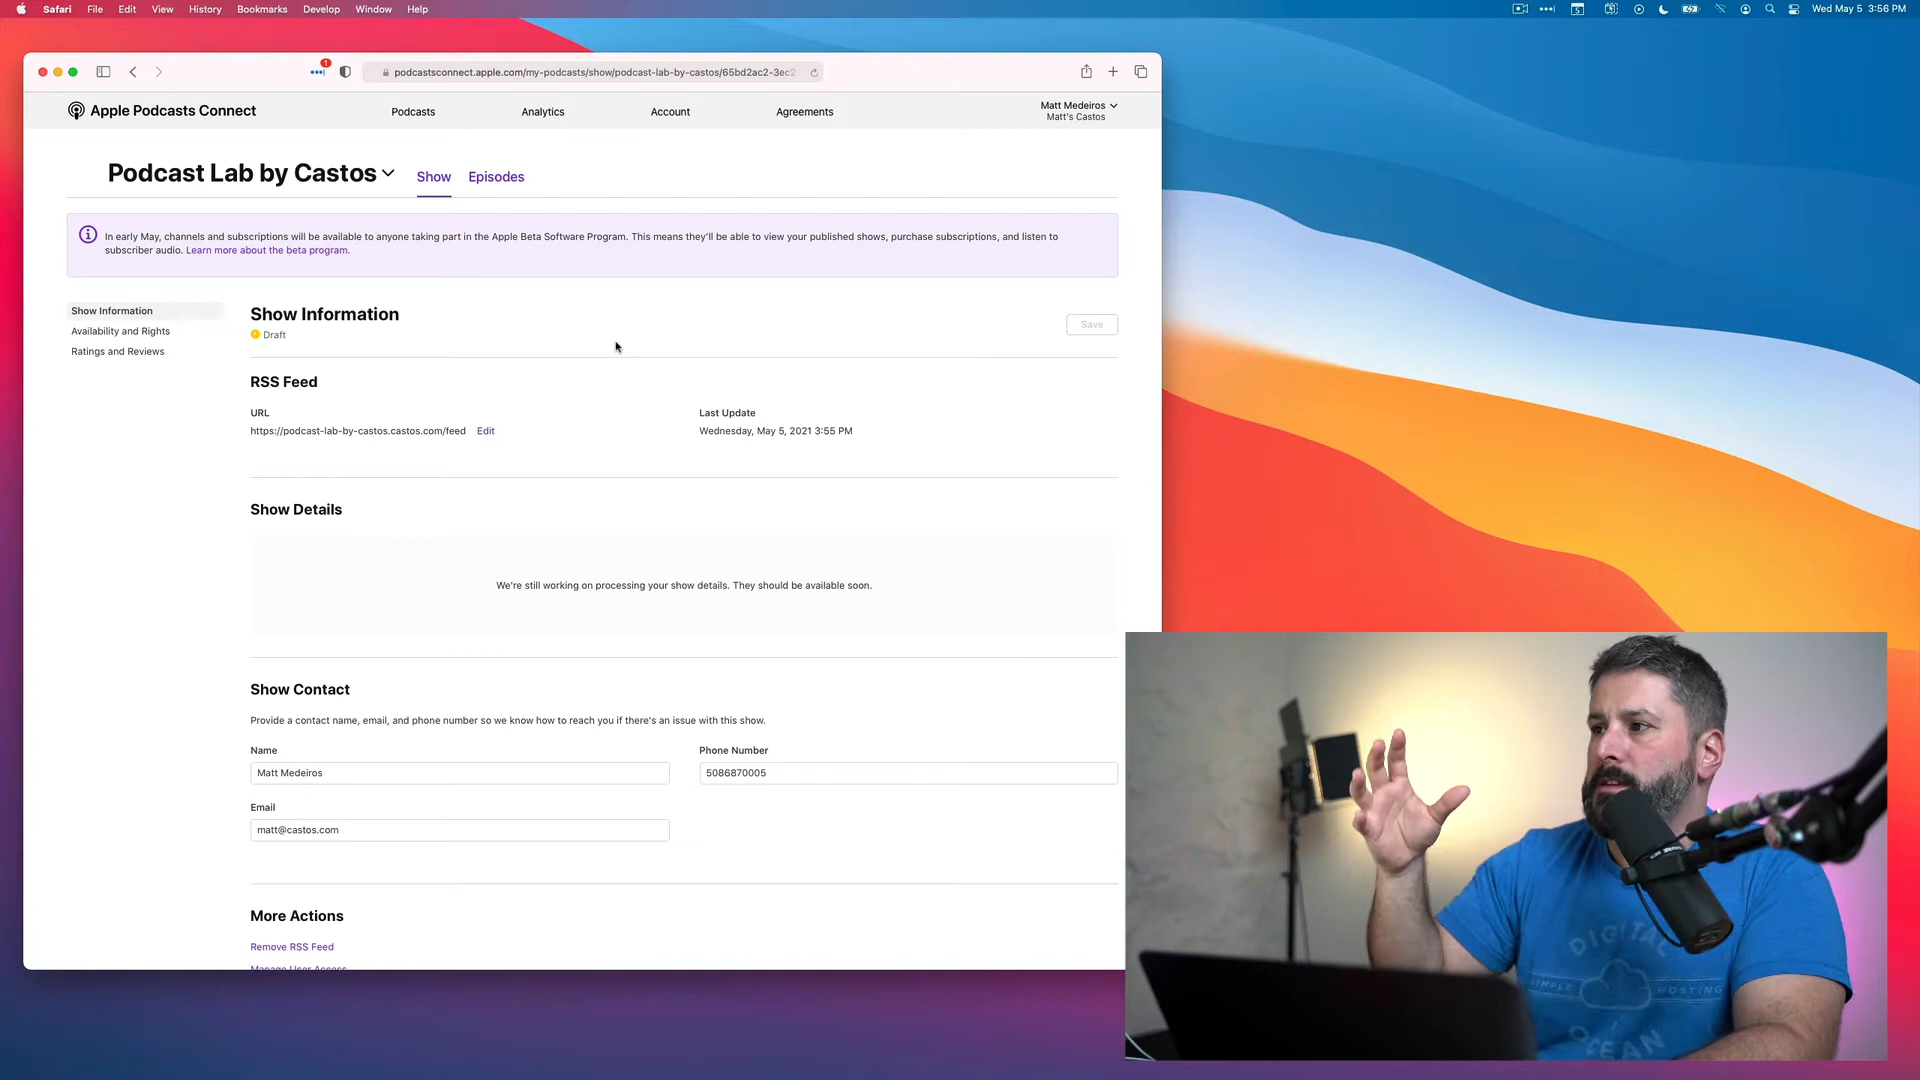 Safari File Edit View History Bookmarks Develop Window Help
Wed May 5 3:56 PM
1
podcastsconnect.apple.com/my-podcasts/show/podcast-lab-by-castos/65bd2ac2-3ec2
Apple Podcasts Connect
Podcasts
Analytics
Account
Agreements
Matt Medeiros
Matt's Castos
Podcast Lab by Castos
Show
Episodes
In early May, channels and subscriptions will be available to anyone taking part in the Apple Beta Software Program. This means they'll be able to view your published shows, purchase subscriptions, and listen to
subscriber audio. Learn more about the beta program.
Show Information
Availability and Rights
Ratings and Reviews
Show Information
Draft
Save
RSS Feed
URL
https://podcast-lab-by-castos.castos.com/feed Edit
Last Update
Wednesday, May 5, 2021 3:55 PM
Show Details
We're still working on processing your show details. They should be available soon.
Show Contact
Provide a contact name, email, and phone number so we know how to reach you if there's an issue with this show.
Name
Matt Medeiros
Phone Number
5086870005
Email
matt@castos.com
More Actions
Remove RSS Feed
Manage User Access
DIGITAL
SIMPLE HOSTING
OCEAN